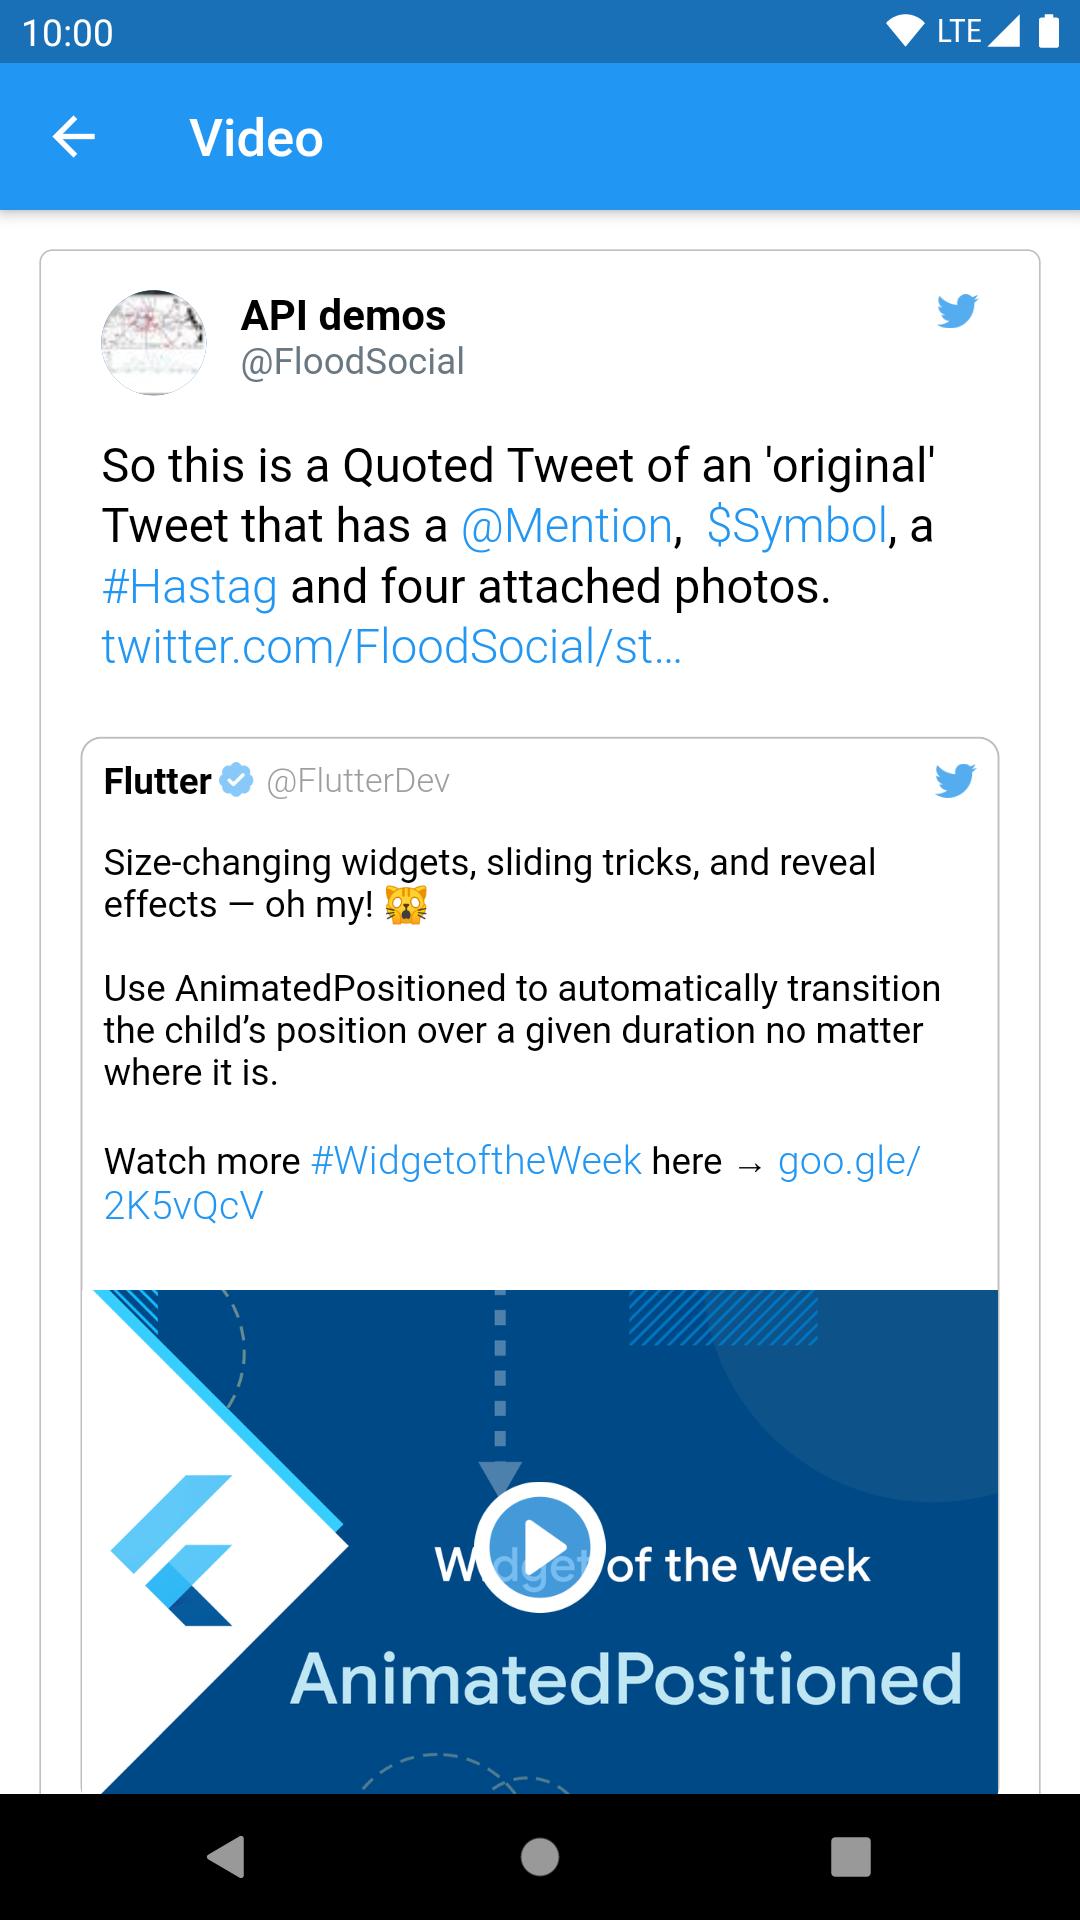 10:00
LTE
Video
API demos
@FloodSocial
So this is a Quoted Tweet of an 'original'
Tweet that has a @Mention,  $Symbol, a
#Hastag and four attached photos.
twitter.com/FloodSocial/st…
Flutter @FlutterDev
Size-changing widgets, sliding tricks, and reveal
effects — oh my! 🙀
Use AnimatedPositioned to automatically transition
the child’s position over a given duration no matter
where it is.
Watch more #WidgetoftheWeek here → goo.gle/
2K5vQcV
Widget of the Week
AnimatedPositioned